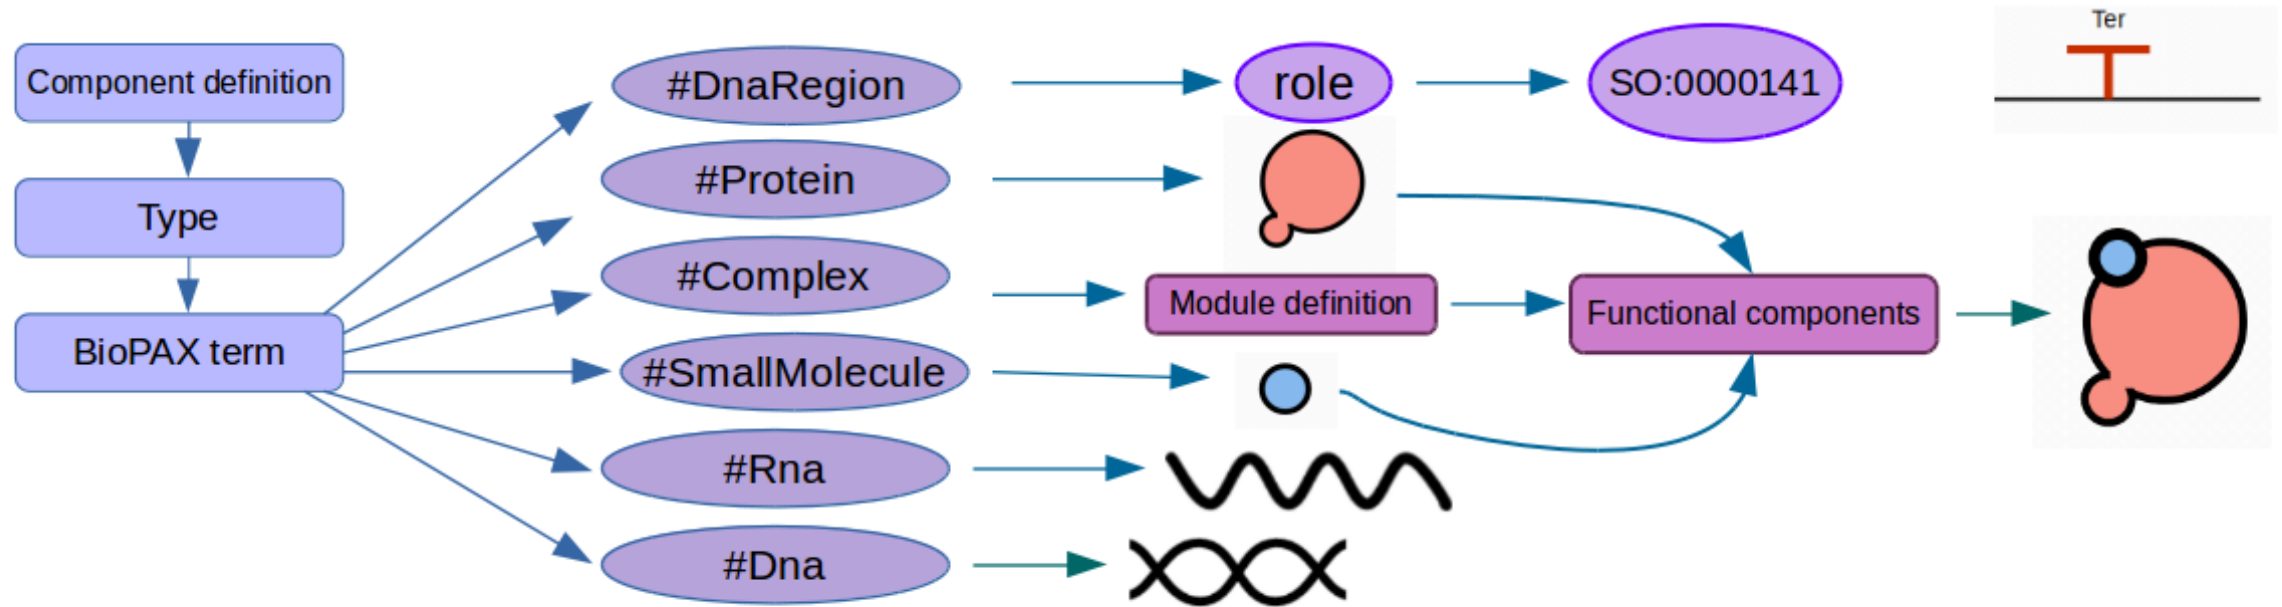 Component definition
Type
BioPAX term
#DnaRegion
#Protein
#Complex
#SmallMolecule
#Rna
#Dna
role
SO:0000141
Ter
Module definition
Functional components